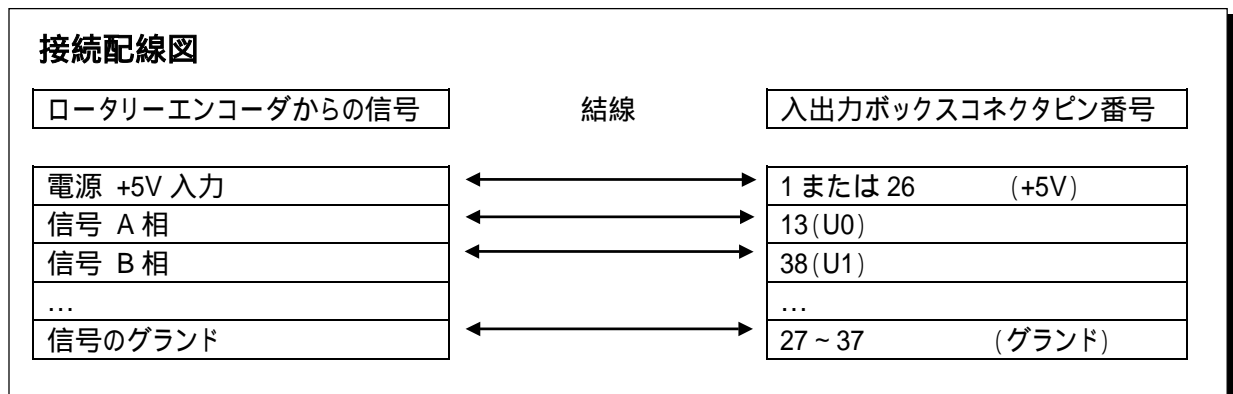 接続配線図
ロータリーエンコーダからの信号 結線 入出力ボックスコネクタピン番号
電源 +5V 入力 1 または 26 (+5V)
信号 A 相 13(U0)
信号 B 相 38(U1)
… …
信号のグランド 27~37 (グランド)